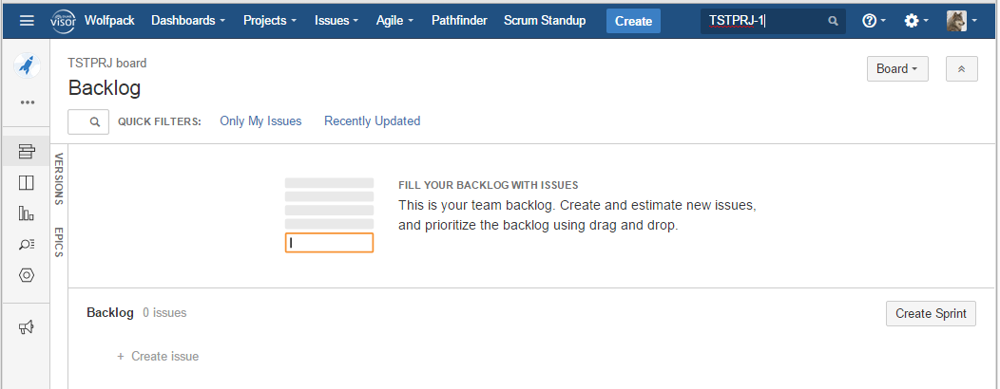 visor Wolfpack Dashboards Projects Issues Agile Pathfinder Scrum Standup Create TSTPRJ-1
TSTPRJ board
Board
Backlog
QUICK FILTERS: Only My Issues Recently Updated
VERSIONS
EPICS
FILL YOUR BACKLOG WITH ISSUES
This is your team backlog. Create and estimate new issues,
and prioritize the backlog using drag and drop.
Backlog 0 issues
Create Sprint
+ Create issue